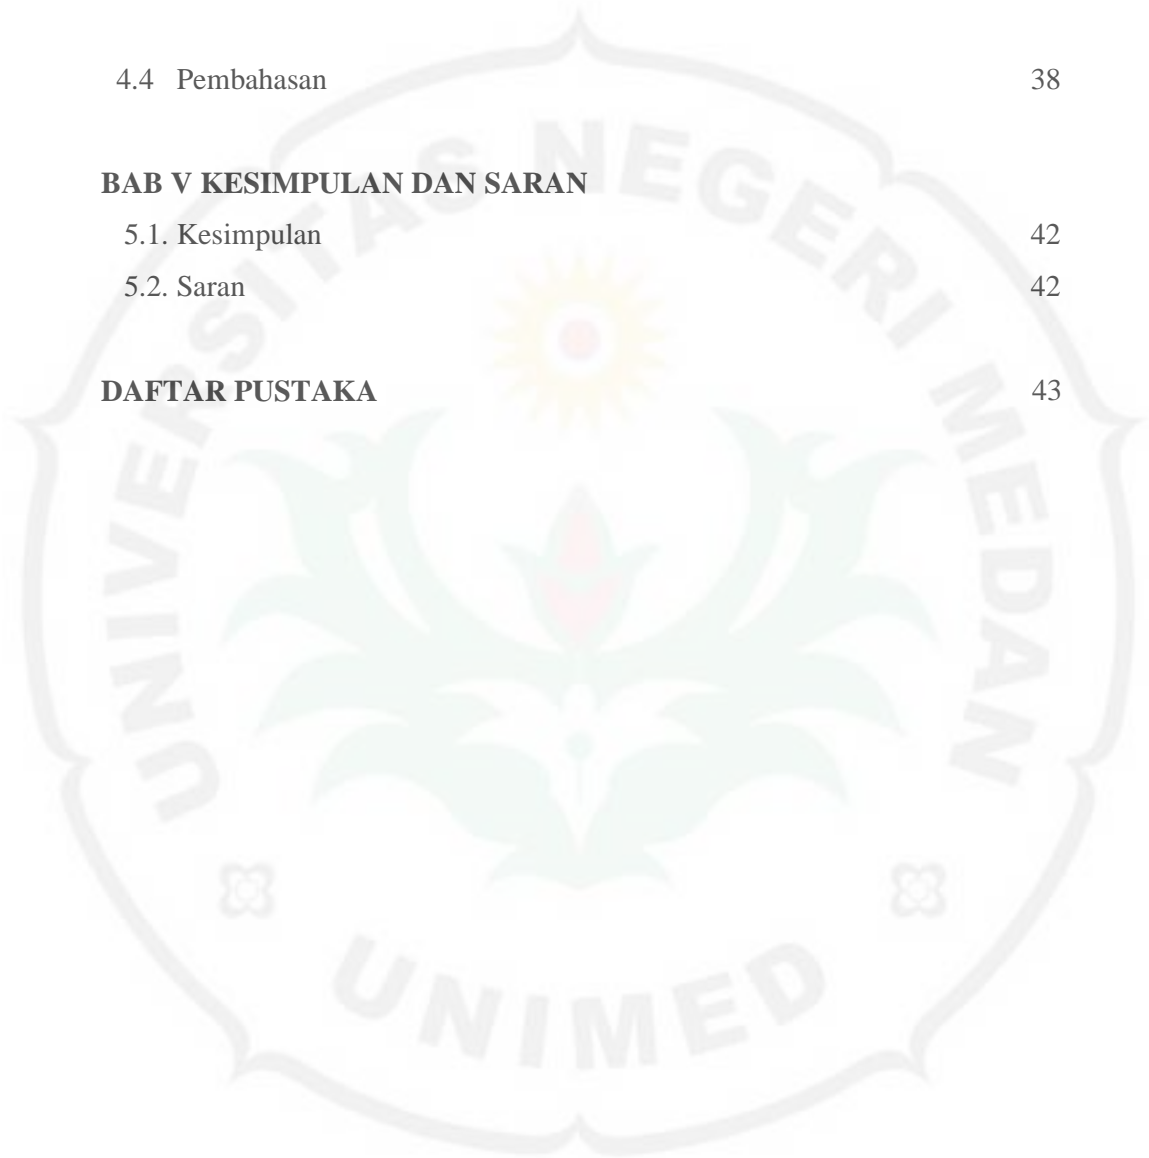 4.4 Pembahasan 38
BAB V KESIMPULAN DAN SARAN
5.1. Kesimpulan 42
5.2. Saran 42
DAFTAR PUSTAKA 43
UNIVERSITAS NEGERI MEDAN
UNIMED